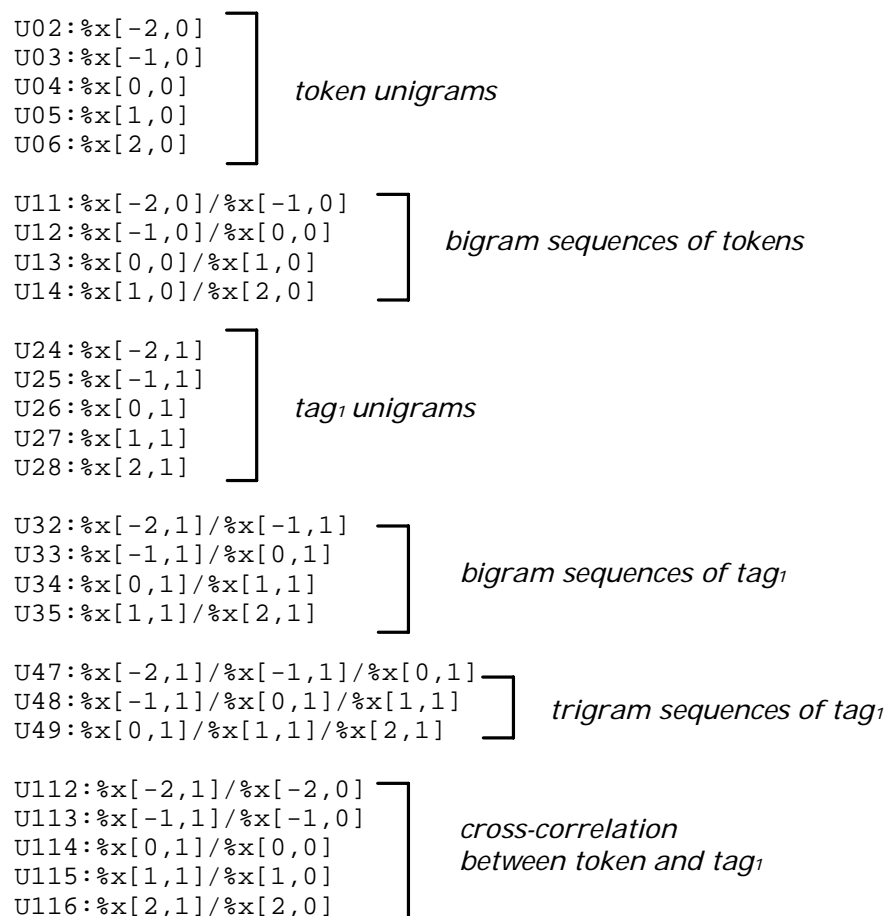 U02:%x[-2,0]
U03:%x[-1,0]
U04:%x[0,0]
U05:%x[1,0]
U06:%x[2,0]
token unigrams
U11:%x[-2,0]/%x[-1,0]
U12:%x[-1,0]/%x[0,0]
U13:%x[0,0]/%x[1,0]
U14:%x[1,0]/%x[2,0]
bigram sequences of tokens
U24:%x[-2,1]
U25:%x[-1,1]
U26:%x[0,1]
U27:%x[1,1]
U28:%x[2,1]
tag₁ unigrams
U32:%x[-2,1]/%x[-1,1]
U33:%x[-1,1]/%x[0,1]
U34:%x[0,1]/%x[1,1]
U35:%x[1,1]/%x[2,1]
bigram sequences of tag₁
U47:%x[-2,1]/%x[-1,1]/%x[0,1]
U48:%x[-1,1]/%x[0,1]/%x[1,1]
U49:%x[0,1]/%x[1,1]/%x[2,1]
trigram sequences of tag₁
U112:%x[-2,1]/%x[-2,0]
U113:%x[-1,1]/%x[-1,0]
U114:%x[0,1]/%x[0,0]
U115:%x[1,1]/%x[1,0]
U116:%x[2,1]/%x[2,0]
cross-correlation
between token and tag₁